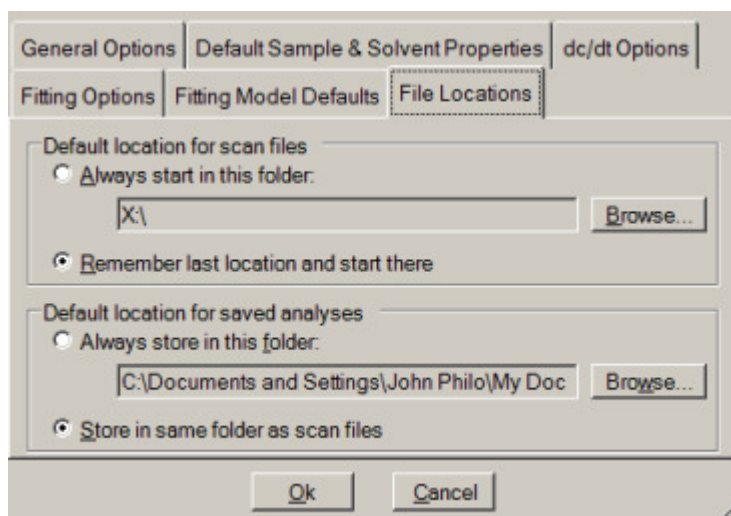 General Options Default Sample & Solvent Properties dc/dt Options
Fitting Options Fitting Model Defaults File Locations
Default location for scan files
Always start in this folder:
X:\ Browse...
Remember last location and start there
Default location for saved analyses
Always store in this folder:
C:\Documents and Settings\John Philo\My Doc Browse...
Store in same folder as scan files
Ok Cancel